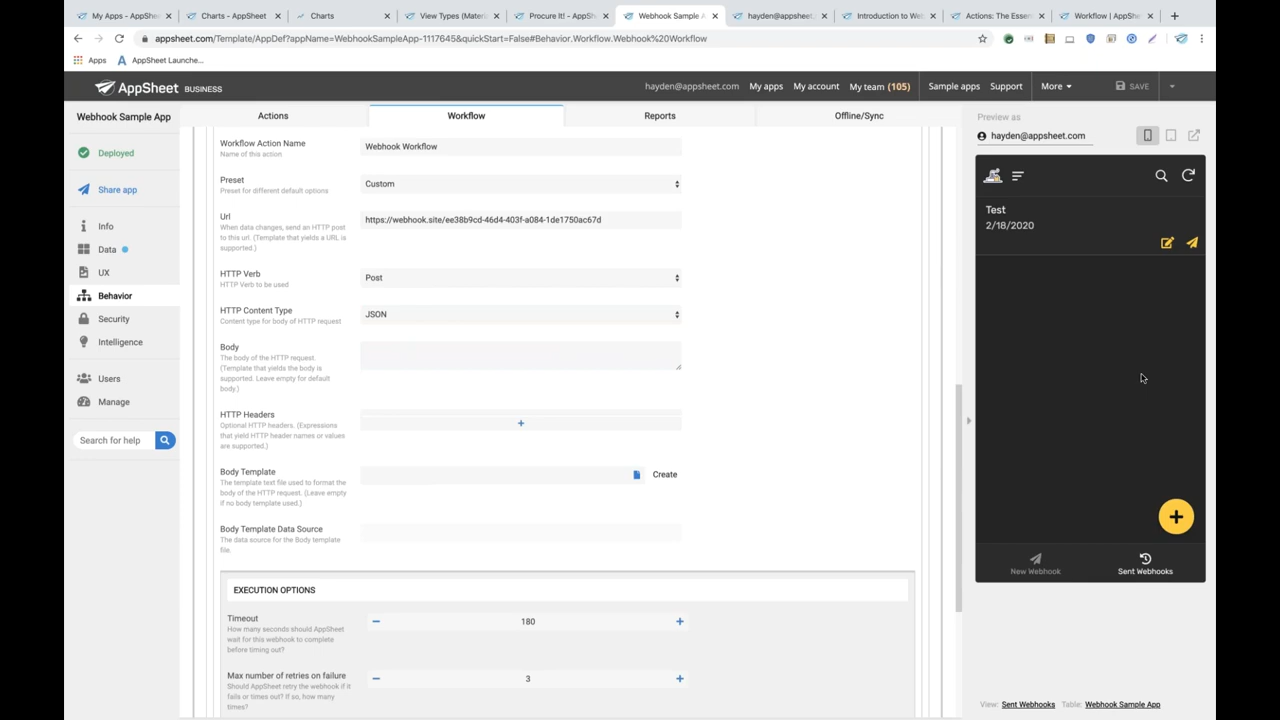 My Apps - AppShe
Charts - AppSheet
Charts
View Types (Materi
Procure It! - AppSh
Webhook Sample A
hayden@appsheet.
Introduction to We
Actions: The Essen
Workflow | AppShe
appsheet.com/Template/AppDef?appName=WebhookSampleApp-1117645&quickStart=False#Behavior.Workflow.Webhook%20Workflow
Apps
AppSheet Launche...
AppSheet BUSINESS
hayden@appsheet.com
My apps
My account
My team (105)
Sample apps
Support
More
SAVE
Webhook Sample App
Deployed
Share app
Info
Data
UX
Behavior
Security
Intelligence
Users
Manage
Search for help
Actions
Workflow
Reports
Offline/Sync
Workflow Action Name
Name of this action
Webhook Workflow
Preset
Preset for different default options
Custom
Url
When data changes, send an HTTP post
to this url. (Template that yields a URL is
supported.)
https://webhook.site/ee38b9cd-46d4-403f-a084-1de1750ac67d
HTTP Verb
HTTP Verb to be used
Post
HTTP Content Type
Content type for body of HTTP request
JSON
Body
The body of the HTTP request.
(Template that yields the body is
supported. Leave empty for default
body.)
HTTP Headers
Optional HTTP headers. (Expressions
that yield HTTP header names or values
are supported.)
Body Template
The template text file used to format the
body of the HTTP request. (Leave empty
if no body template used.)
Create
Body Template Data Source
The data source for the Body template
file.
EXECUTION OPTIONS
Timeout
How many seconds should AppSheet
wait for this webhook to complete
before timing out?
180
Max number of retries on failure
Should AppSheet retry the webhook if it
fails or times out? If so, how many
times?
3
Preview as
hayden@appsheet.com
Test
2/18/2020
New Webhook
Sent Webhooks
View: Sent Webhooks Table: Webhook Sample App